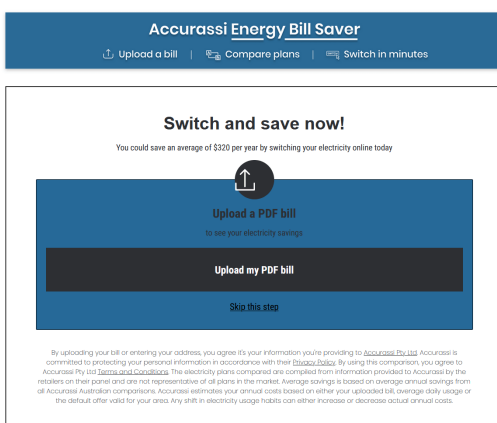 Accurassi Energy Bill Saver
Upload a bill | Compare plans | Switch in minutes
Switch and save now!
You could save an average of $320 per year by switching your electricity online today
Upload a PDF bill
to see your electricity savings
Upload my PDF bill
Skip this step
By uploading your bill or entering your address, you agree it's your information you're providing to Accurassi Pty Ltd. Accurassi is
committed to protecting your personal information in accordance with their Privacy Policy. By using this comparison, you agree to
Accurassi Pty Ltd Terms and Conditions. The electricity plans compared are compiled from information provided to Accurassi by the
retailers on their panel and are not representative of all plans in the market. Average savings is based on average annual savings from
all Accurassi Australian comparisons. Accurassi estimates your annual costs based on either your uploaded bill, average daily usage or
the default offer valid for your area. Any shift in electricity usage habits can either increase or decrease actual annual costs.